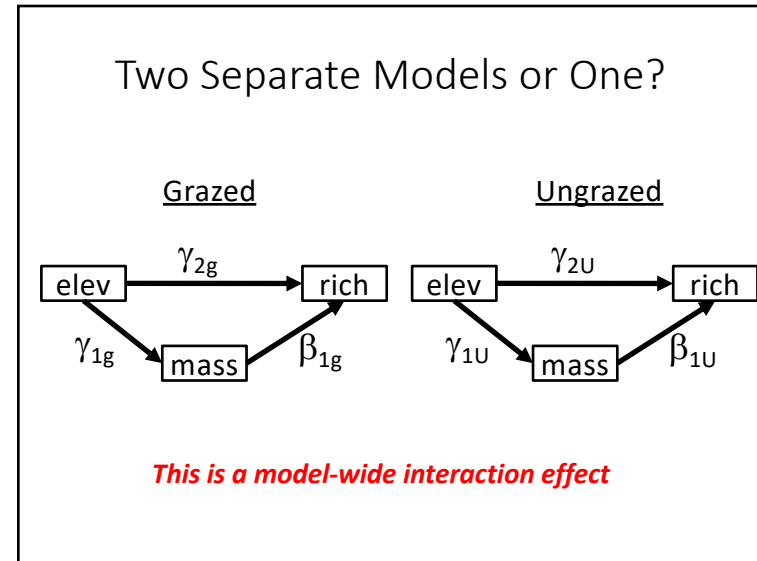 Two Separate Models or One?
Grazed Ungrazed
γ2g γ2U
elev rich elev rich
γ1g mass β1g γ1U mass β1U
This is a model-wide interaction effect